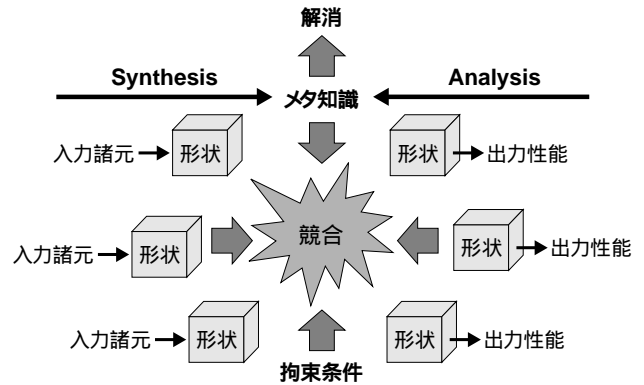 解消
Synthesis
Analysis
メタ知識
入力諸元
形状
形状
出力性能
入力諸元
形状
競合
形状
出力性能
入力諸元
形状
形状
出力性能
拘束条件